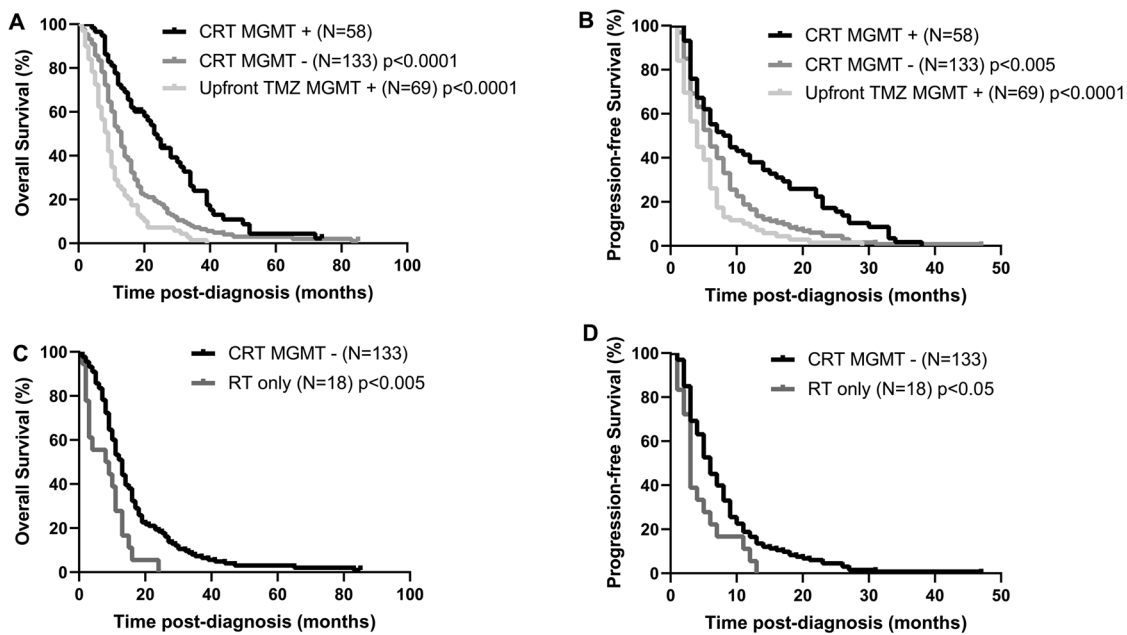 A
Overall Survival (%)
100
80
60
40
20
0
0 20 40 60 80 100
Time post-diagnosis (months)
CRT MGMT + (N=58)
CRT MGMT - (N=133) p<0.0001
Upfront TMZ MGMT + (N=69) p<0.0001
B
Progression-free Survival (%)
100
80
60
40
20
0
0 10 20 30 40 50
Time post-diagnosis (months)
CRT MGMT + (N=58)
CRT MGMT - (N=133) p<0.005
Upfront TMZ MGMT + (N=69) p<0.0001
C
Overall Survival (%)
100
80
60
40
20
0
0 20 40 60 80 100
Time post-diagnosis (months)
CRT MGMT - (N=133)
RT only (N=18) p<0.005
D
Progression-free Survival (%)
100
80
60
40
20
0
0 10 20 30 40 50
Time post-diagnosis (months)
CRT MGMT - (N=133)
RT only (N=18) p<0.05